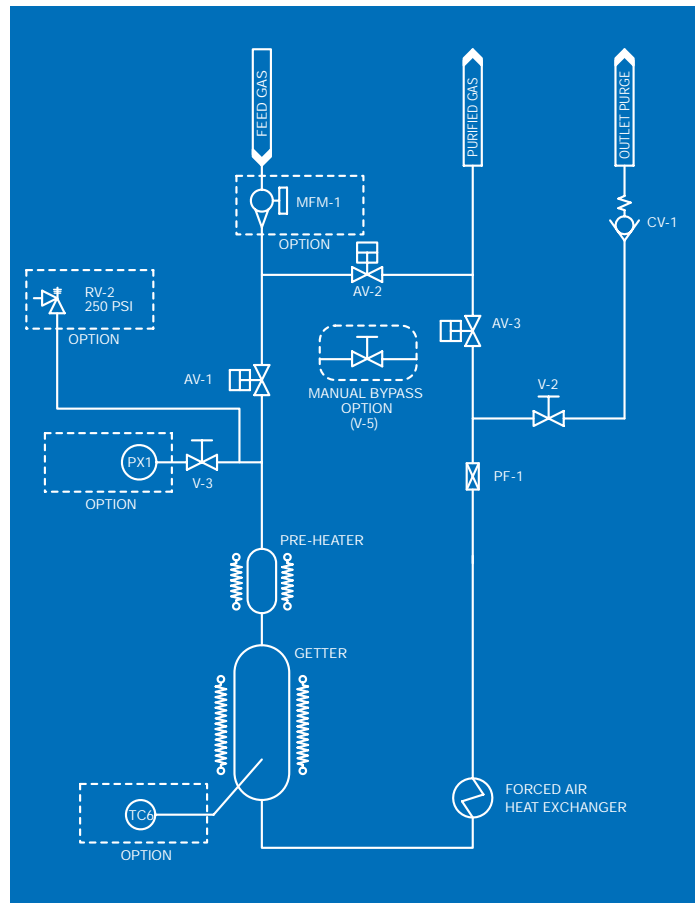 FEED GAS
PURIFIED GAS
OUTLET PURGE
MFM-1
OPTION
CV-1
AV-2
RV-2
250 PSI
OPTION
AV-3
AV-1
MANUAL BYPASS
OPTION
(V-5)
V-2
PX1
V-3
OPTION
PF-1
PRE-HEATER
GETTER
FORCED AIR
HEAT EXCHANGER
TC6
OPTION